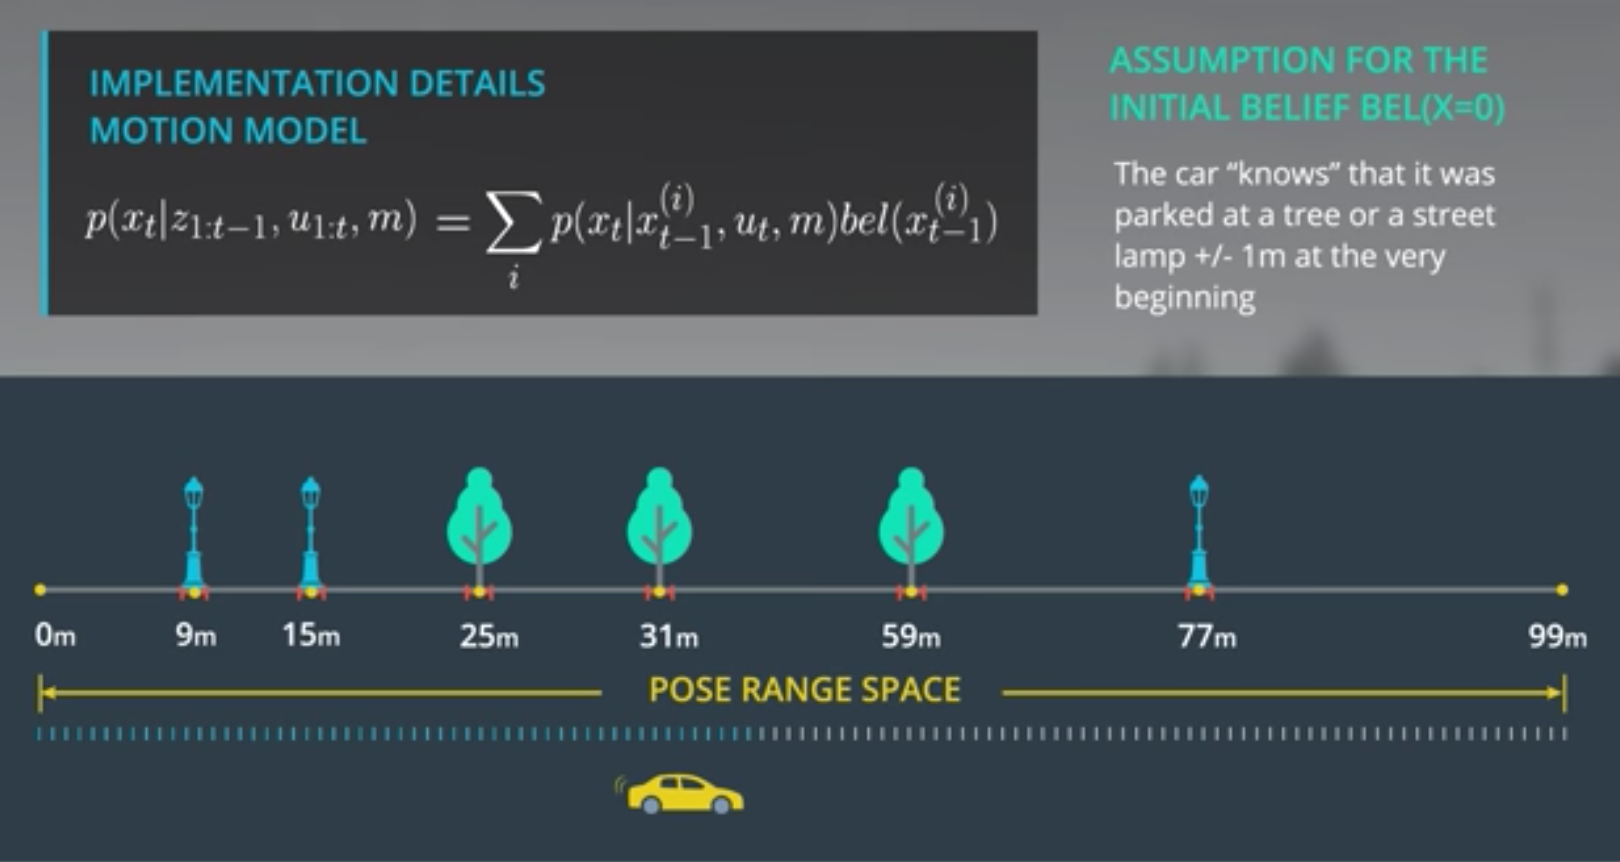 IMPLEMENTATION DETAILS
MOTION MODEL
p(x_t|z_{1:t-1}, u_{1:t}, m) = \sum_i p(x_t|x_{t-1}^{(i)}, u_t, m)bel(x_{t-1}^{(i)})
ASSUMPTION FOR THE
INITIAL BELIEF BEL(X=0)
The car “knows” that it was
parked at a tree or a street
lamp +/- 1m at the very
beginning
0m 9m 15m 25m 31m 59m 77m 99m
POSE RANGE SPACE